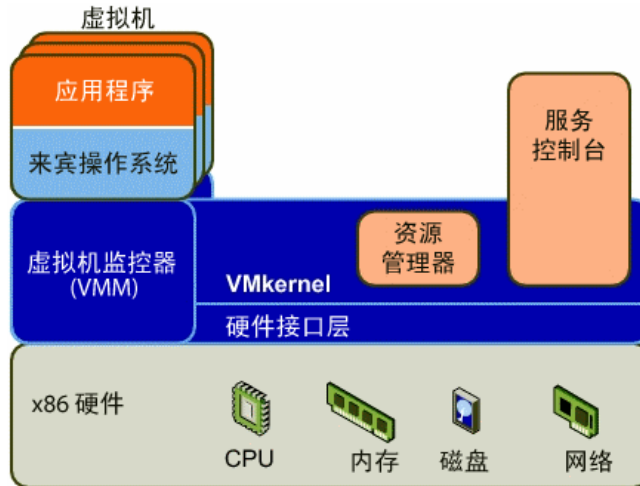 虚拟机
应用程序
来宾操作系统
服务
控制台
资源
管理器
虚拟机监控器
(VMM)
VMkernel
硬件接口层
x86 硬件
CPU
内存
磁盘
网络